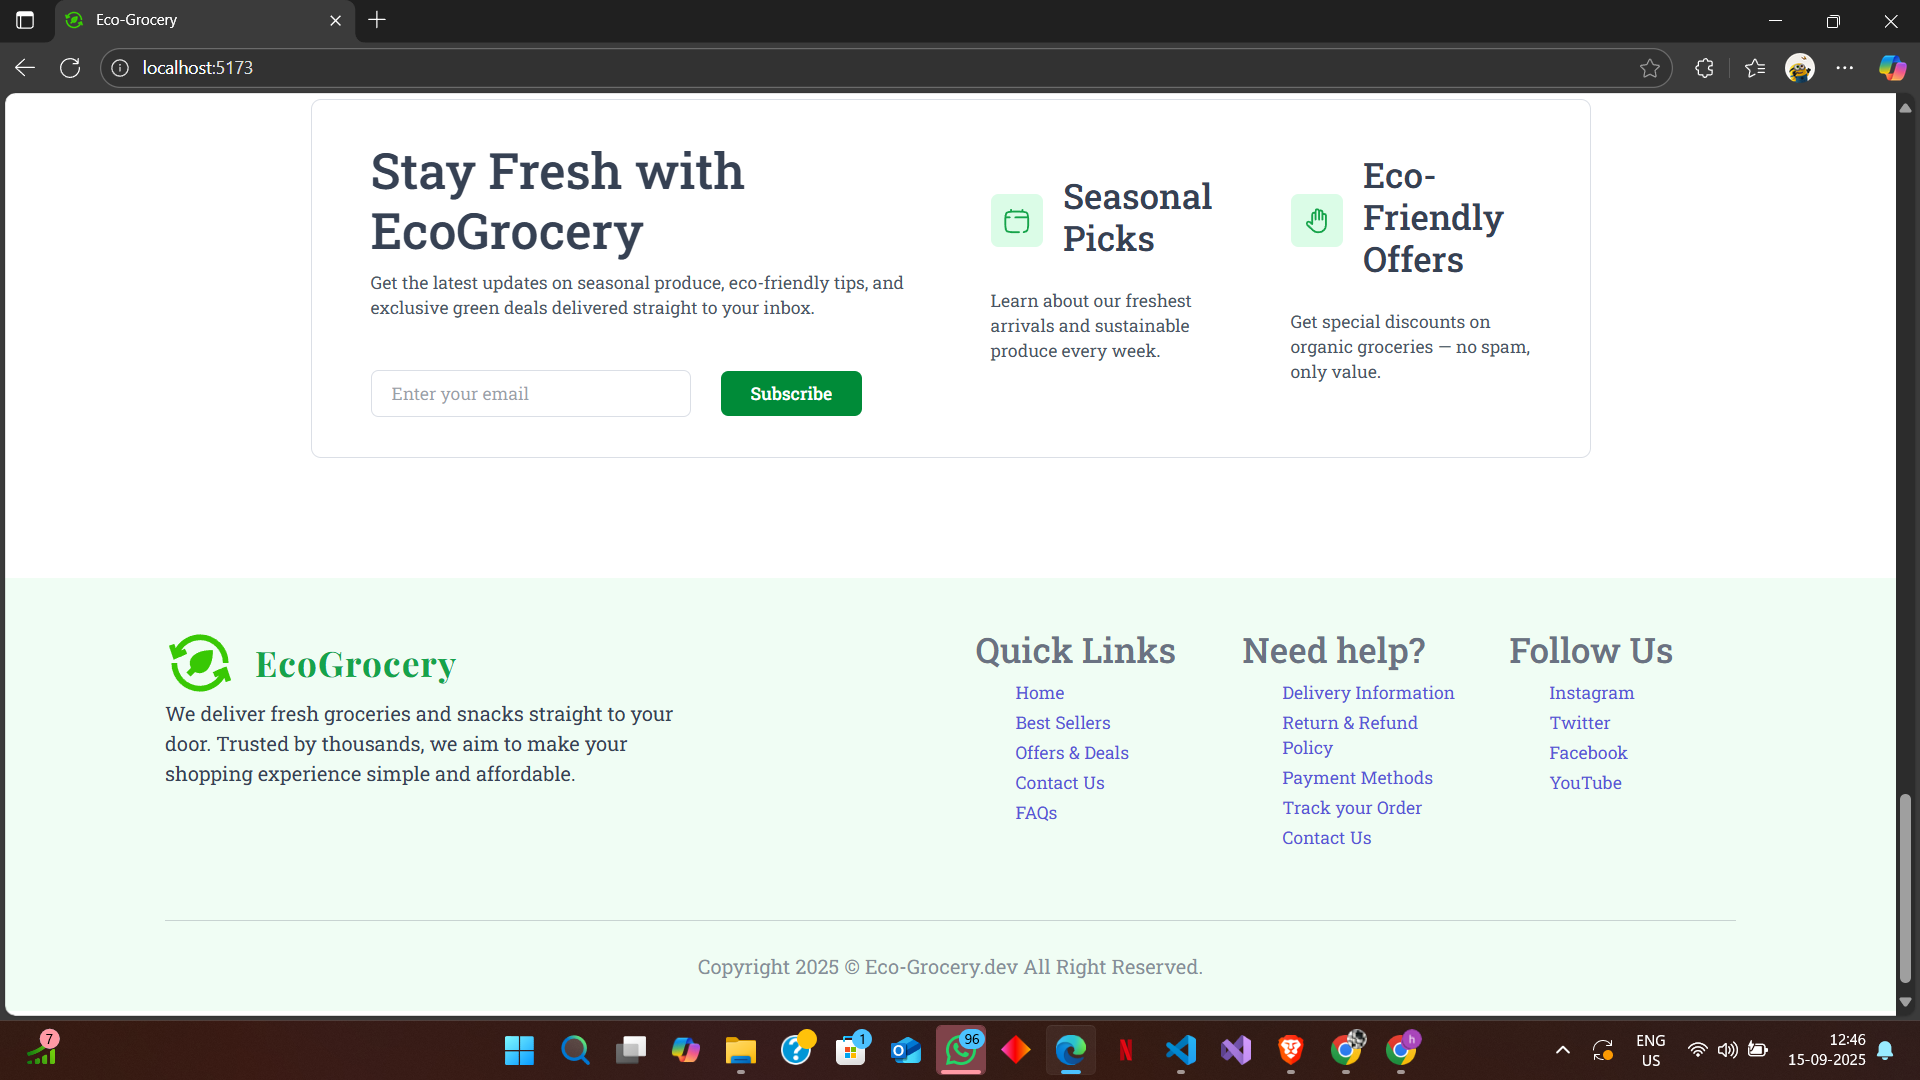 Eco-Grocery
localhost:5173
Stay Fresh with
EcoGrocery
Get the latest updates on seasonal produce, eco-friendly tips, and
exclusive green deals delivered straight to your inbox.
Enter your email
Subscribe
Seasonal
Picks
Learn about our freshest
arrivals and sustainable
produce every week.
Eco-
Friendly
Offers
Get special discounts on
organic groceries — no spam,
only value.
EcoGrocery
We deliver fresh groceries and snacks straight to your
door. Trusted by thousands, we aim to make your
shopping experience simple and affordable.
Quick Links
Home
Best Sellers
Offers & Deals
Contact Us
FAQs
Need help?
Delivery Information
Return & Refund
Policy
Payment Methods
Track your Order
Contact Us
Follow Us
Instagram
Twitter
Facebook
YouTube
Copyright 2025 © Eco-Grocery.dev All Right Reserved.
7
1
96
h
ENG
US
12:46
15-09-2025